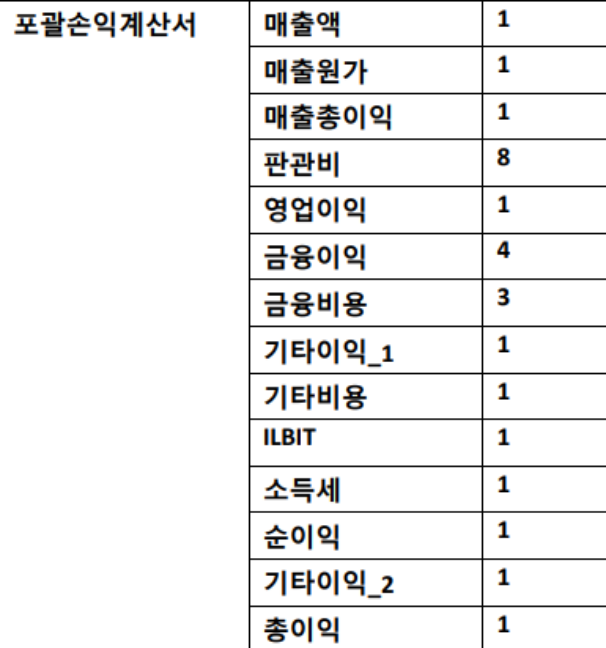 포괄손익계산서 매출액 1
매출원가 1
매출총이익 1
판관비 8
영업이익 1
금융이익 4
금융비용 3
기타이익_1 1
기타비용 1
ILBIT 1
소득세 1
순이익 1
기타이익_2 1
총이익 1